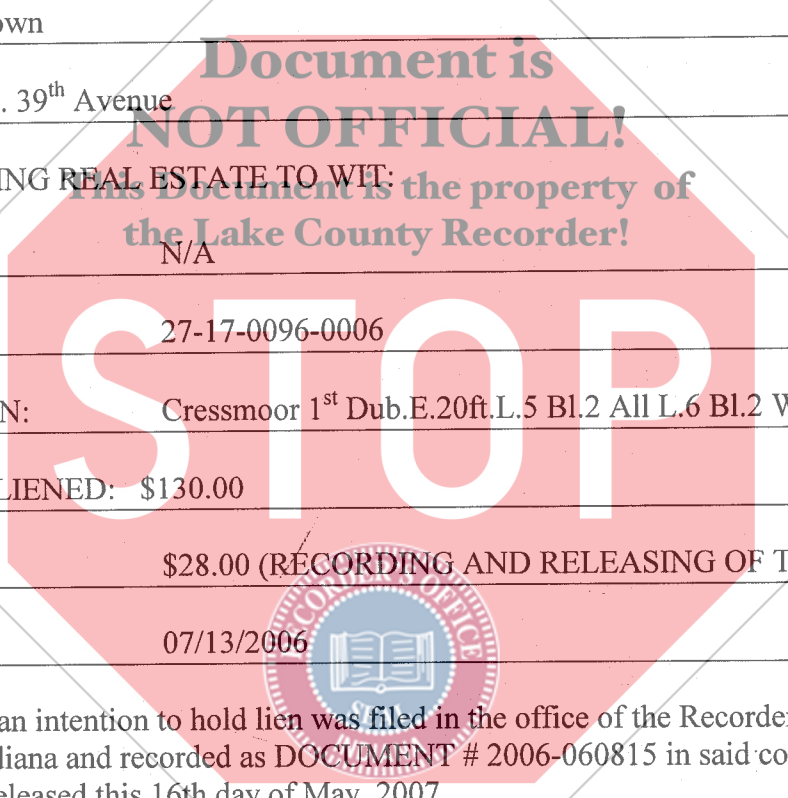 own
Document is
. 39th Avenue
NOT OFFICIAL!
ING REAL ESTATE TO WIT:
This Document is the property of
the Lake County Recorder!
N/A
STOP
27-17-0096-0006
N: Cressmoor 1st Dub.E.20ft.L.5 Bl.2 All L.6 Bl.2 W
LIENED: $130.00
$28.00 (RECORDING AND RELEASING OF T
RECORDER'S OFFICE
07/13/2006
SEAL
an intention to hold lien was filed in the office of the Recorder
diana and recorded as DOCUMENT # 2006-060815 in said co
eleased this 16th day of May, 2007